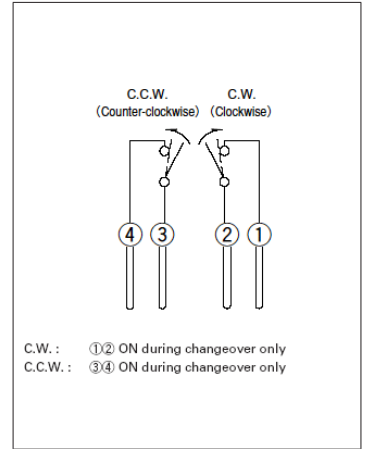 C.C.W. C.W.
(Counter-clockwise) (Clockwise)
④ ③ ② ①
C.W. : ①② ON during changeover only
C.C.W. : ③④ ON during changeover only